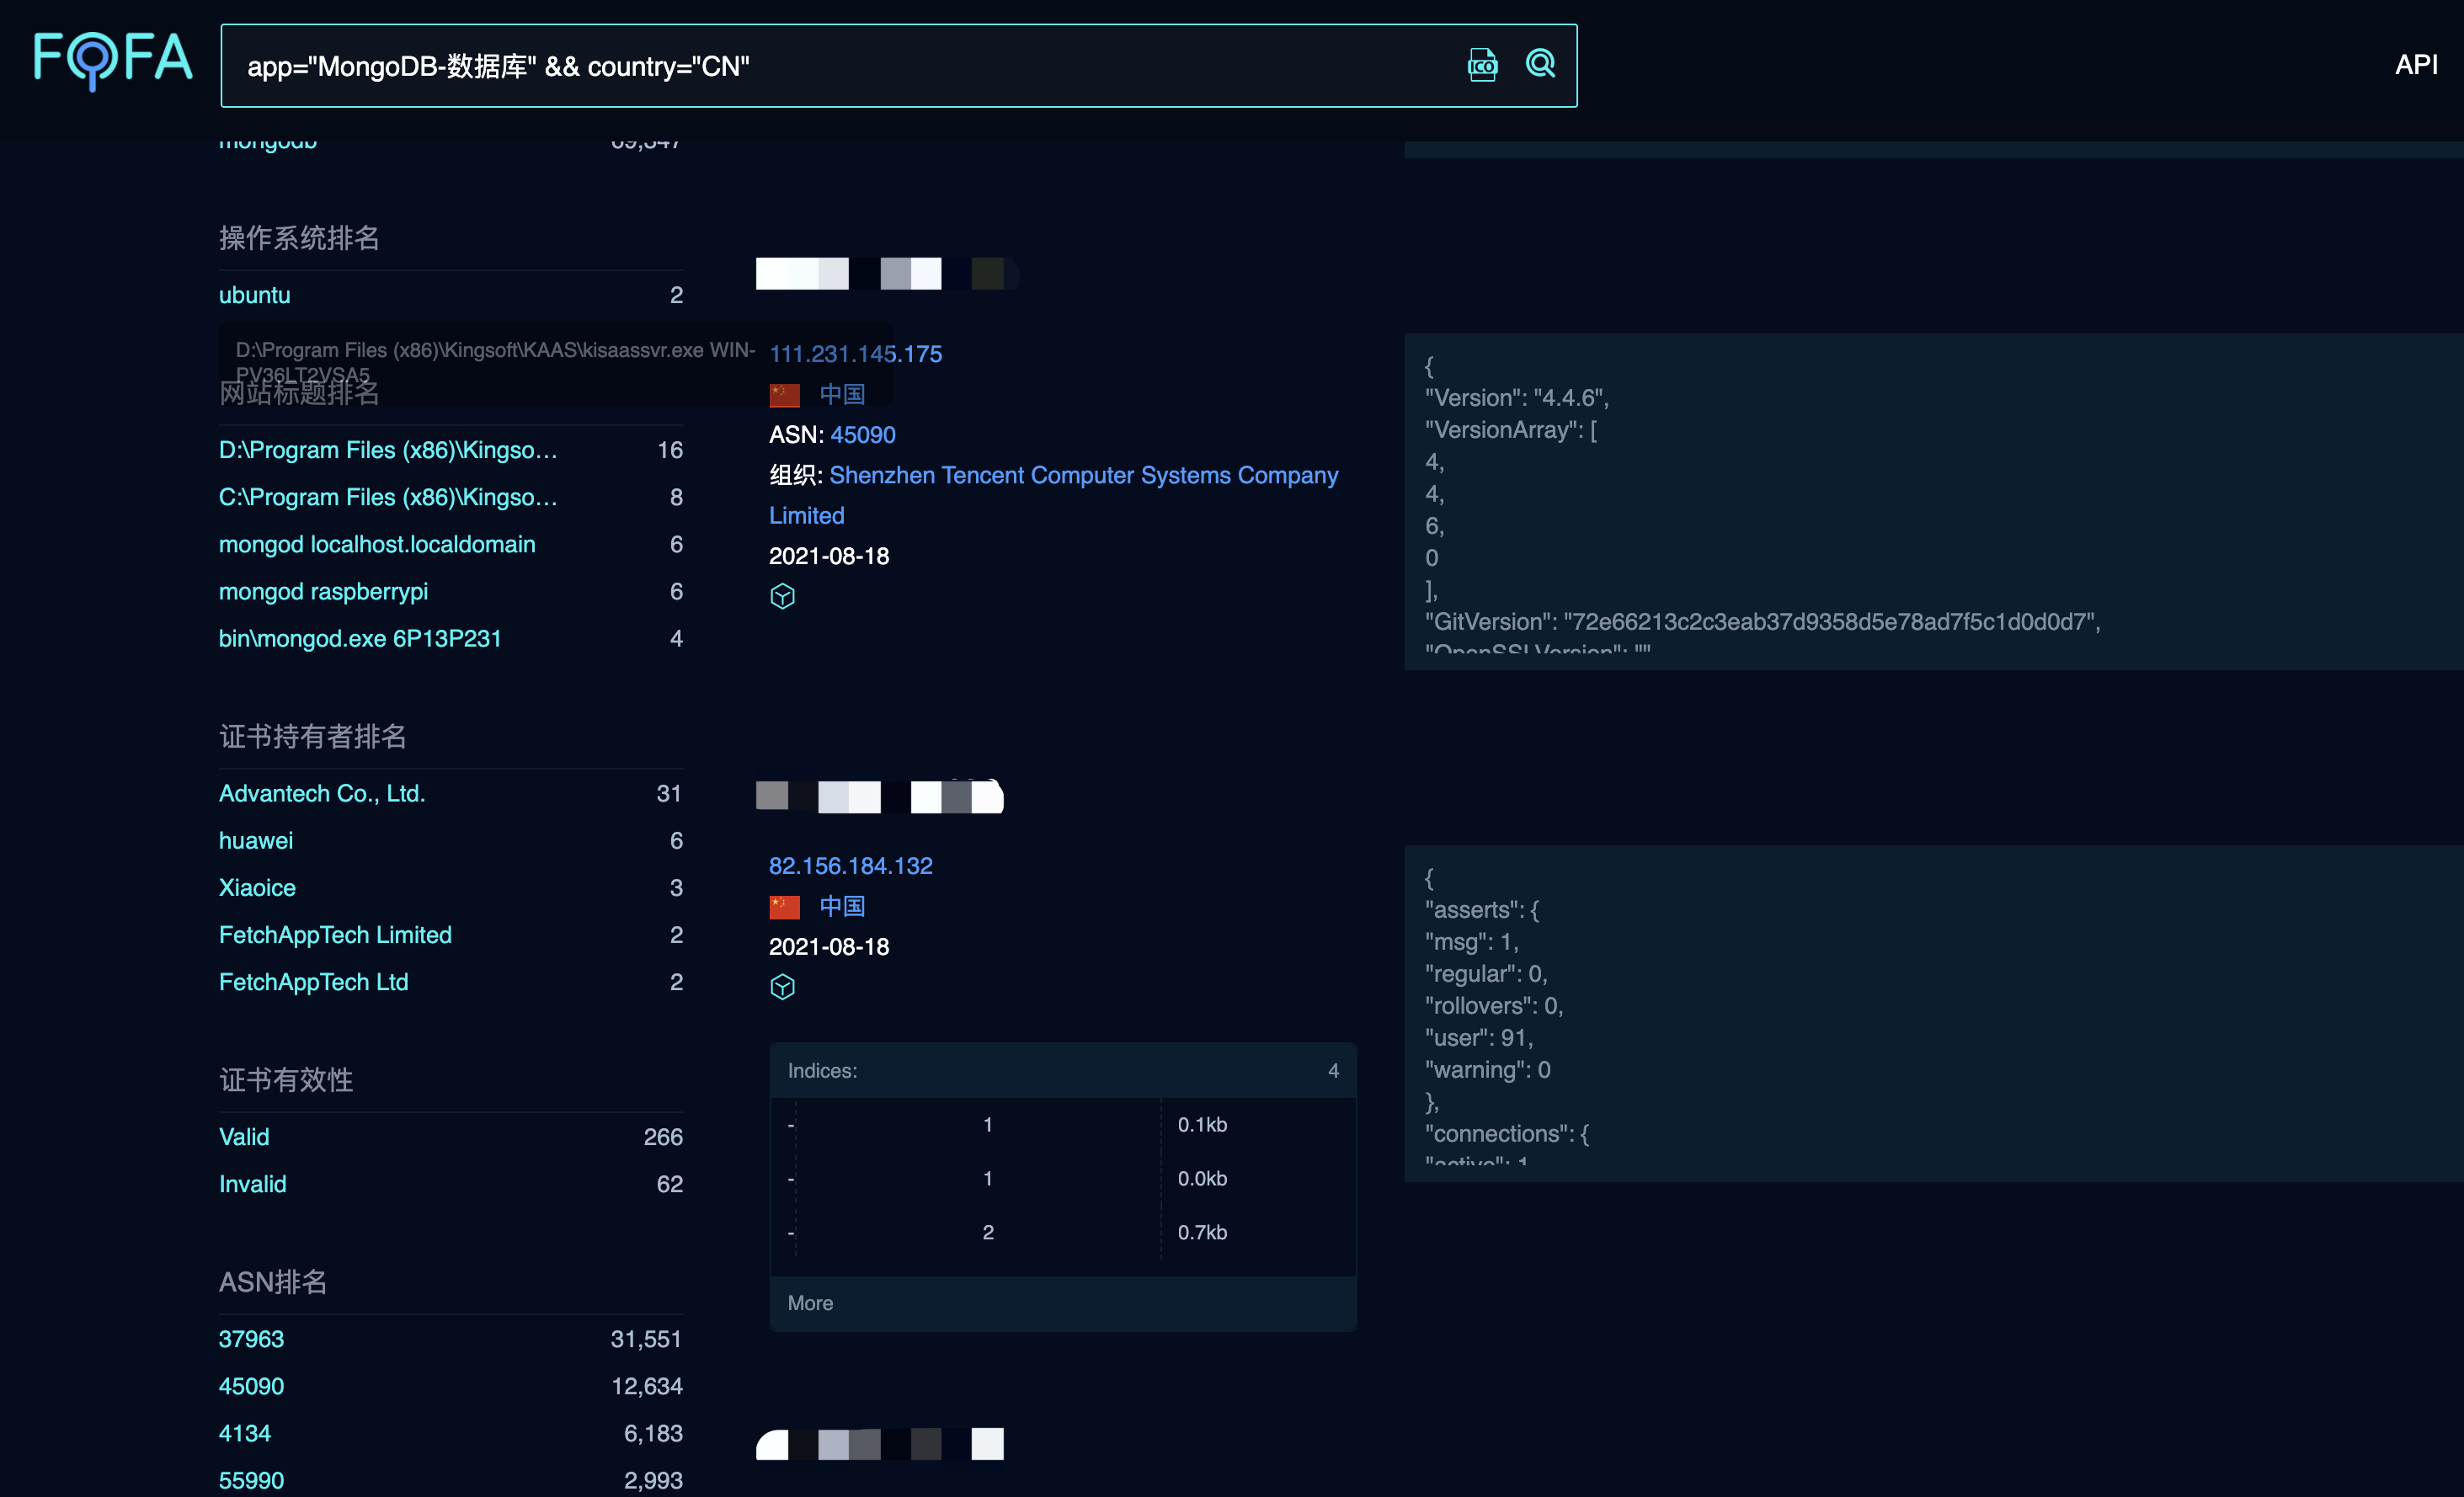 FOFA
app="MongoDB-数据库" && country="CN"
API
mongodb
操作系统排名
ubuntu 2
D:\Program Files (x86)\Kingsoft\KAAS\kisaassvr.exe WIN-
PV36LT2VSA5
网站标题排名
D:\Program Files (x86)\Kingso... 16
C:\Program Files (x86)\Kingso... 8
mongod localhost.localdomain 6
mongod raspberrypi 6
bin\mongod.exe 6P13P231 4
证书持有者排名
Advantech Co., Ltd. 31
huawei 6
Xiaoice 3
FetchAppTech Limited 2
FetchAppTech Ltd 2
证书有效性
Valid 266
Invalid 62
ASN排名
37963 31,551
45090 12,634
4134 6,183
55990 2,993
111.231.145.175
中国
ASN: 45090
组织: Shenzhen Tencent Computer Systems Company
Limited
2021-08-18
{
"Version": "4.4.6",
"VersionArray": [
4,
4,
6,
0
],
"GitVersion": "72e66213c2c3eab37d9358d5e78ad7f5c1d0d0d7",
"OpenSSLVersion": ""
82.156.184.132
中国
2021-08-18
Indices: 4
- 1 0.1kb
- 1 0.0kb
- 2 0.7kb
More
{
"asserts": {
"msg": 1,
"regular": 0,
"rollovers": 0,
"user": 91,
"warning": 0
},
"connections": {
"active": 1